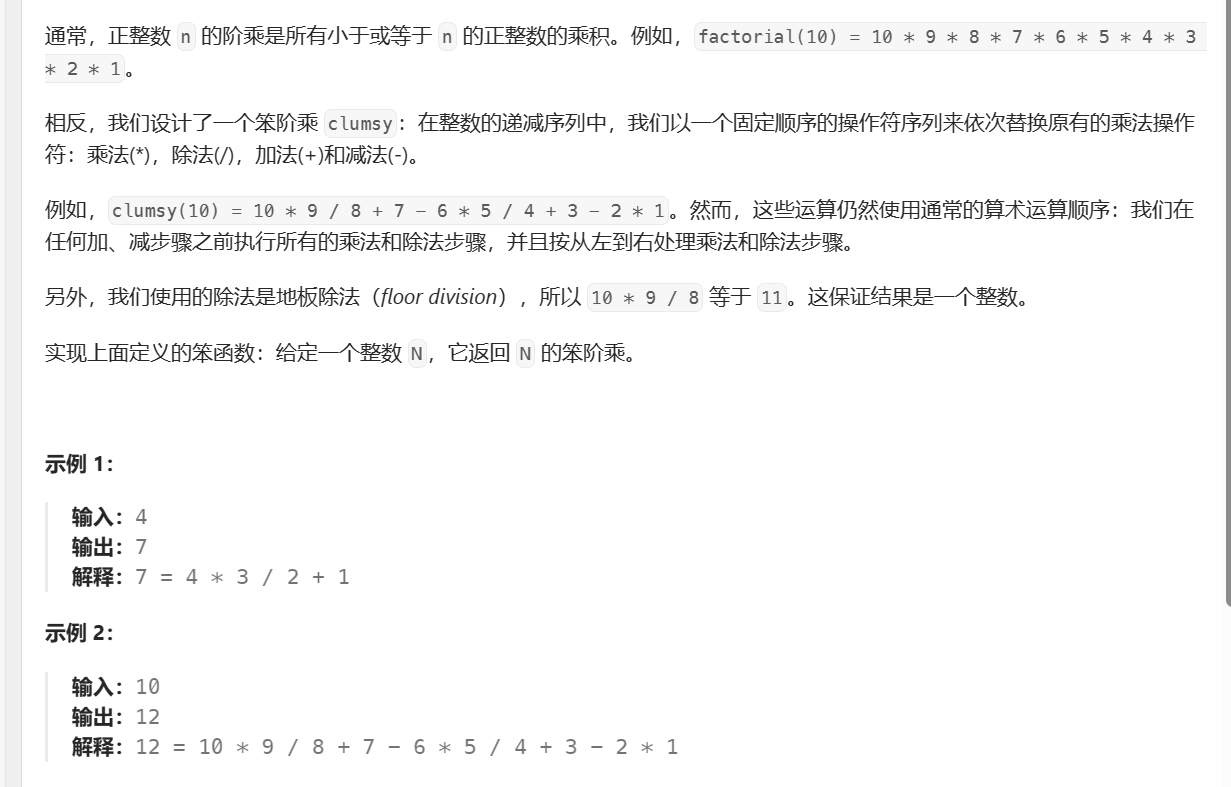 通常，正整数 n 的阶乘是所有小于或等于 n 的正整数的乘积。例如，factorial(10) = 10 * 9 * 8 * 7 * 6 * 5 * 4 * 3
* 2 * 1。
相反，我们设计了一个笨阶乘 clumsy：在整数的递减序列中，我们以一个固定顺序的操作符序列来依次替换原有的乘法操作
符：乘法(*)，除法(/)，加法(+)和减法(-)。
例如，clumsy(10) = 10 * 9 / 8 + 7 - 6 * 5 / 4 + 3 - 2 * 1。然而，这些运算仍然使用通常的算术运算顺序：我们在
任何加、减步骤之前执行所有的乘法和除法步骤，并且按从左到右处理乘法和除法步骤。
另外，我们使用的除法是地板除法（floor division），所以 10 * 9 / 8 等于 11。这保证结果是一个整数。
实现上面定义的笨函数：给定一个整数 N，它返回 N 的笨阶乘。
示例 1：
输入：4
输出：7
解释：7 = 4 * 3 / 2 + 1
示例 2：
输入：10
输出：12
解释：12 = 10 * 9 / 8 + 7 - 6 * 5 / 4 + 3 - 2 * 1